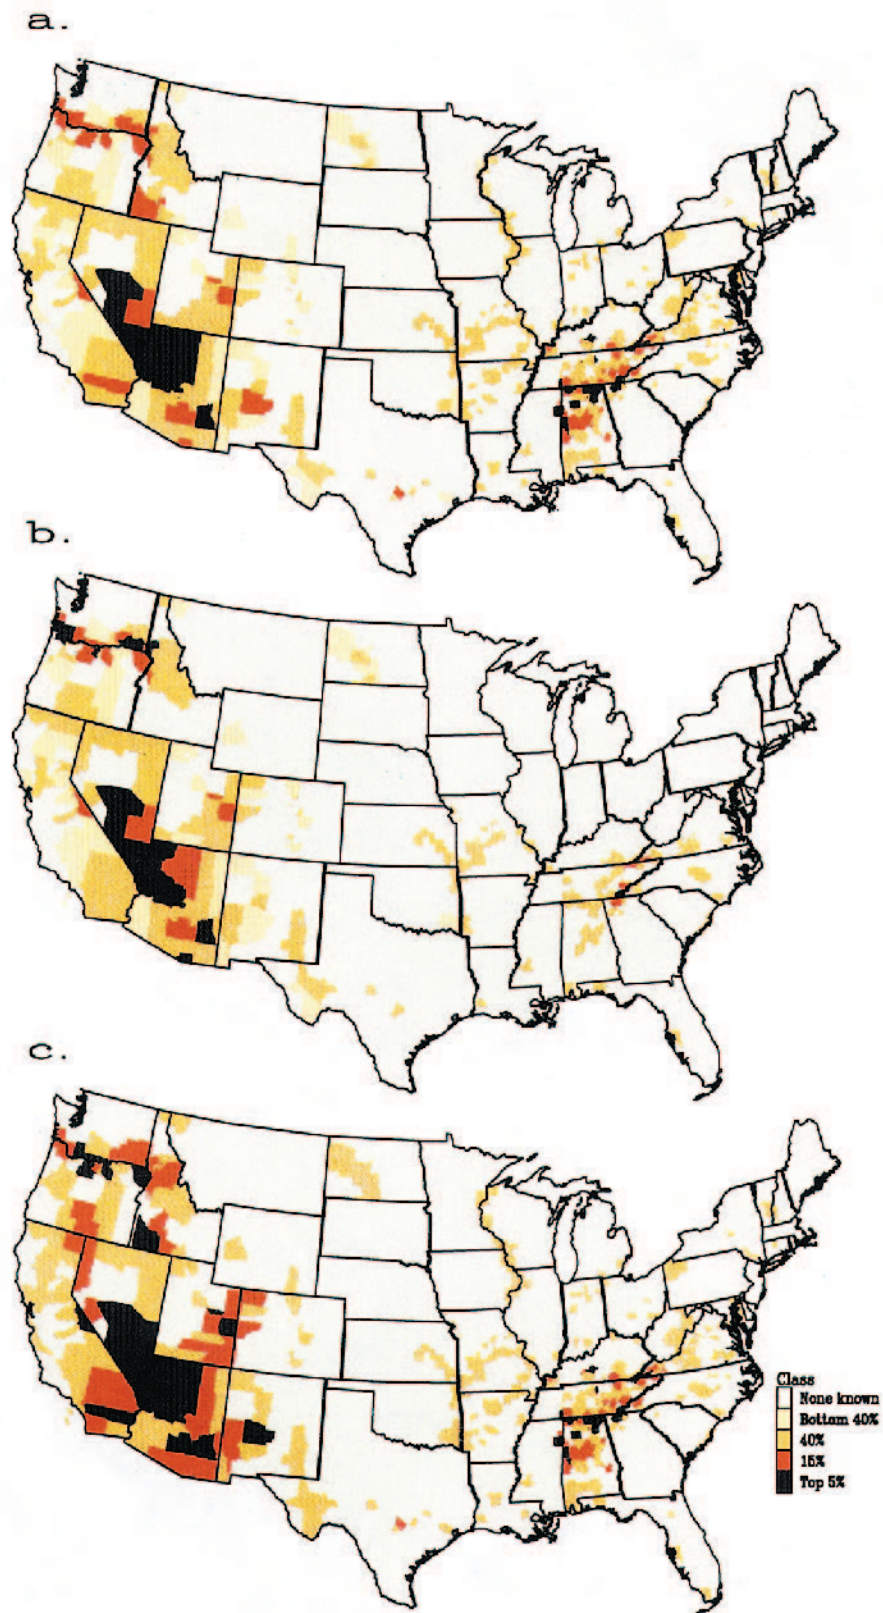 a.
b.
c.
Class
None known
Bottom 40%
40%
15%
Top 5%